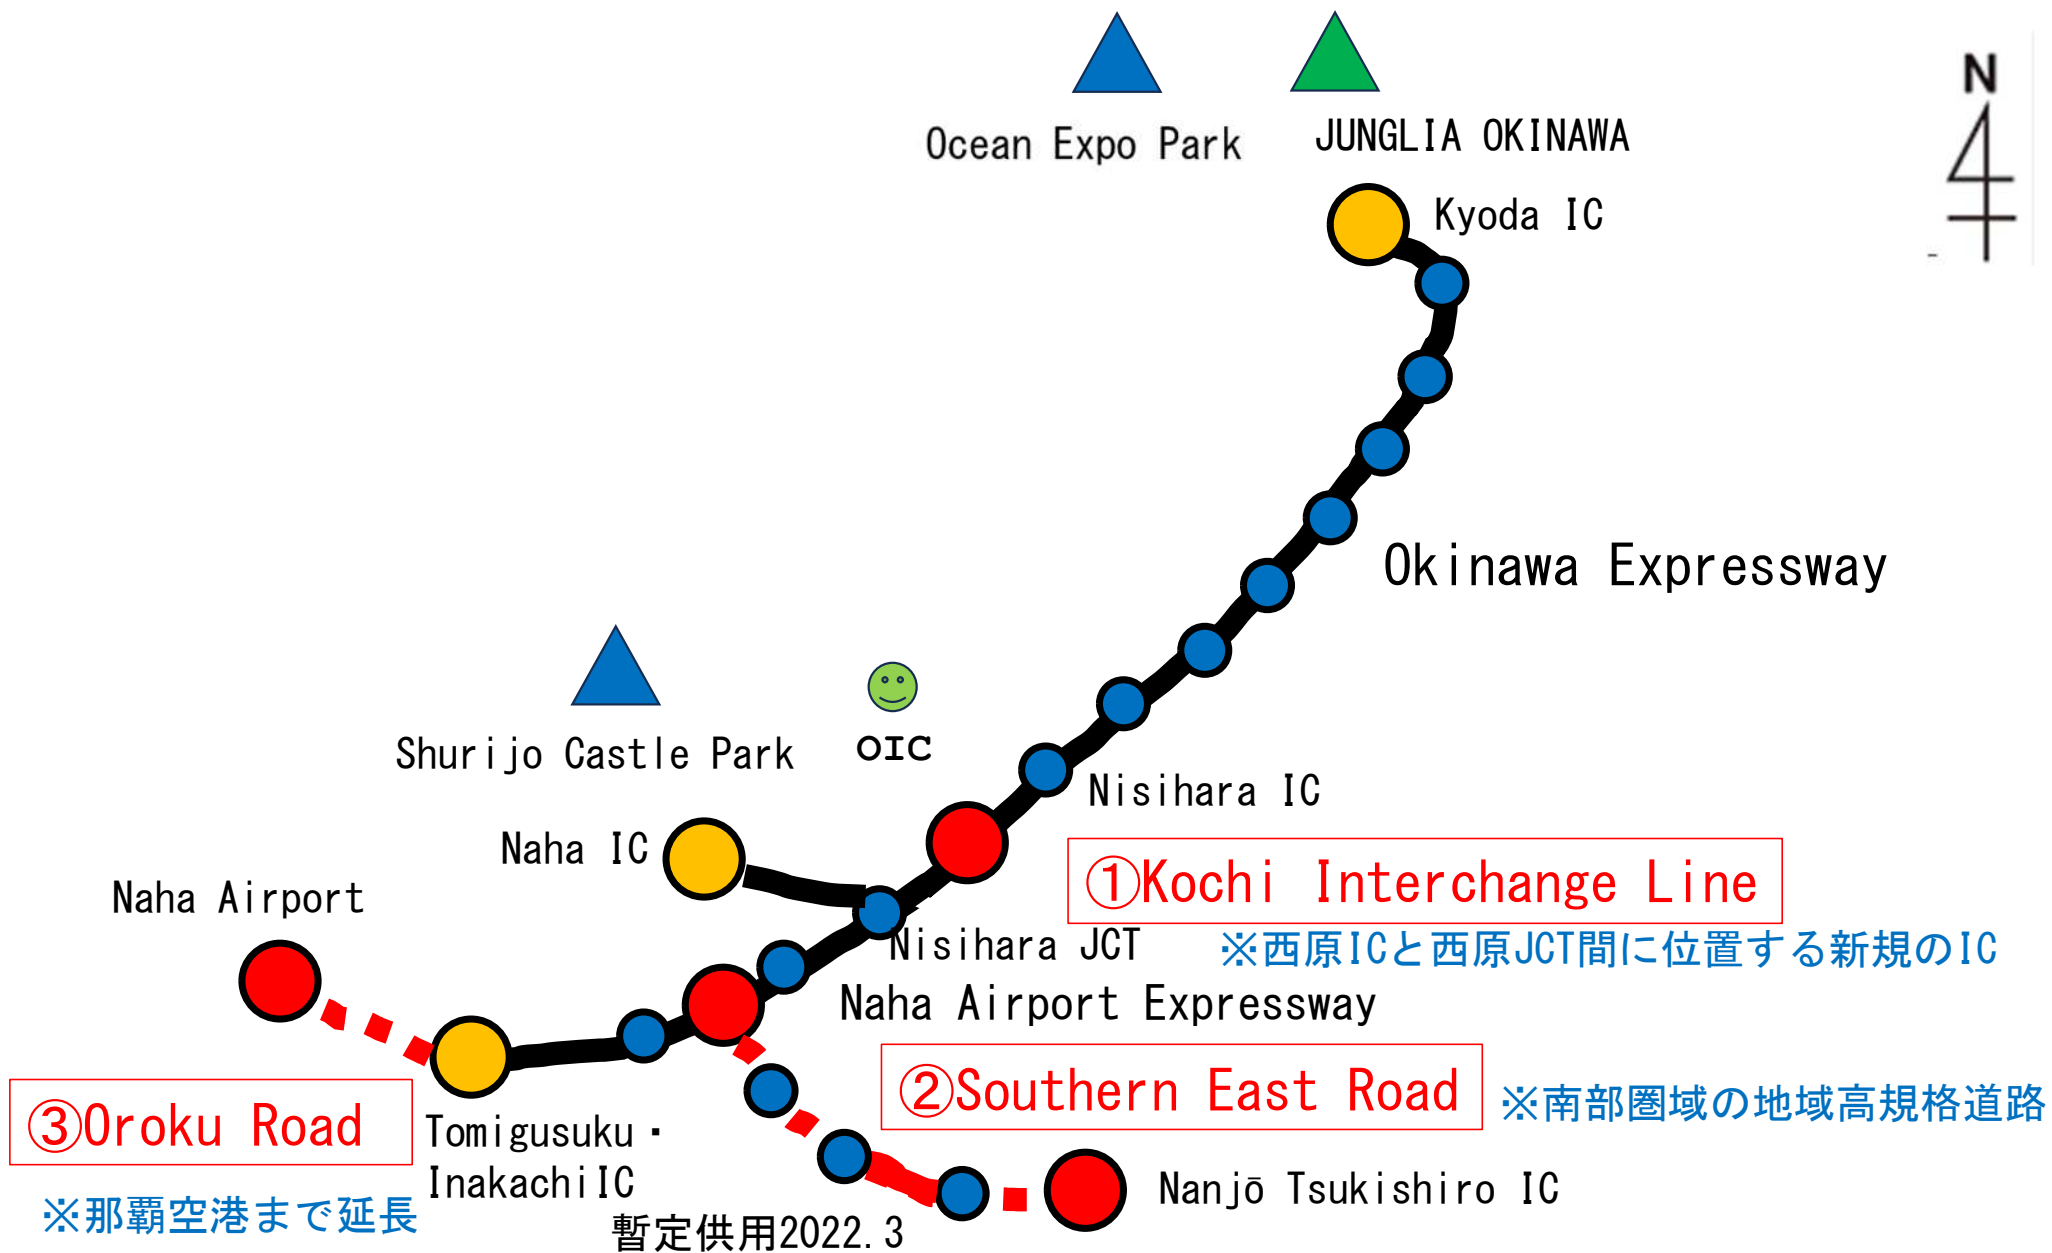 N
Ocean Expo Park
JUNGLIA OKINAWA
Kyoda IC
Okinawa Expressway
Shurijo Castle Park
OIC
Nisihara IC
Naha IC
①Kochi Interchange Line
Naha Airport
Nisihara JCT
※西原ICと西原JCT間に位置する新規のIC
Naha Airport Expressway
②Southern East Road
※南部圏域の地域高規格道路
③Oroku Road
Tomigusuku・
InakachiIC
Nanjō Tsukishiro IC
※那覇空港まで延長
暫定供用2022.3